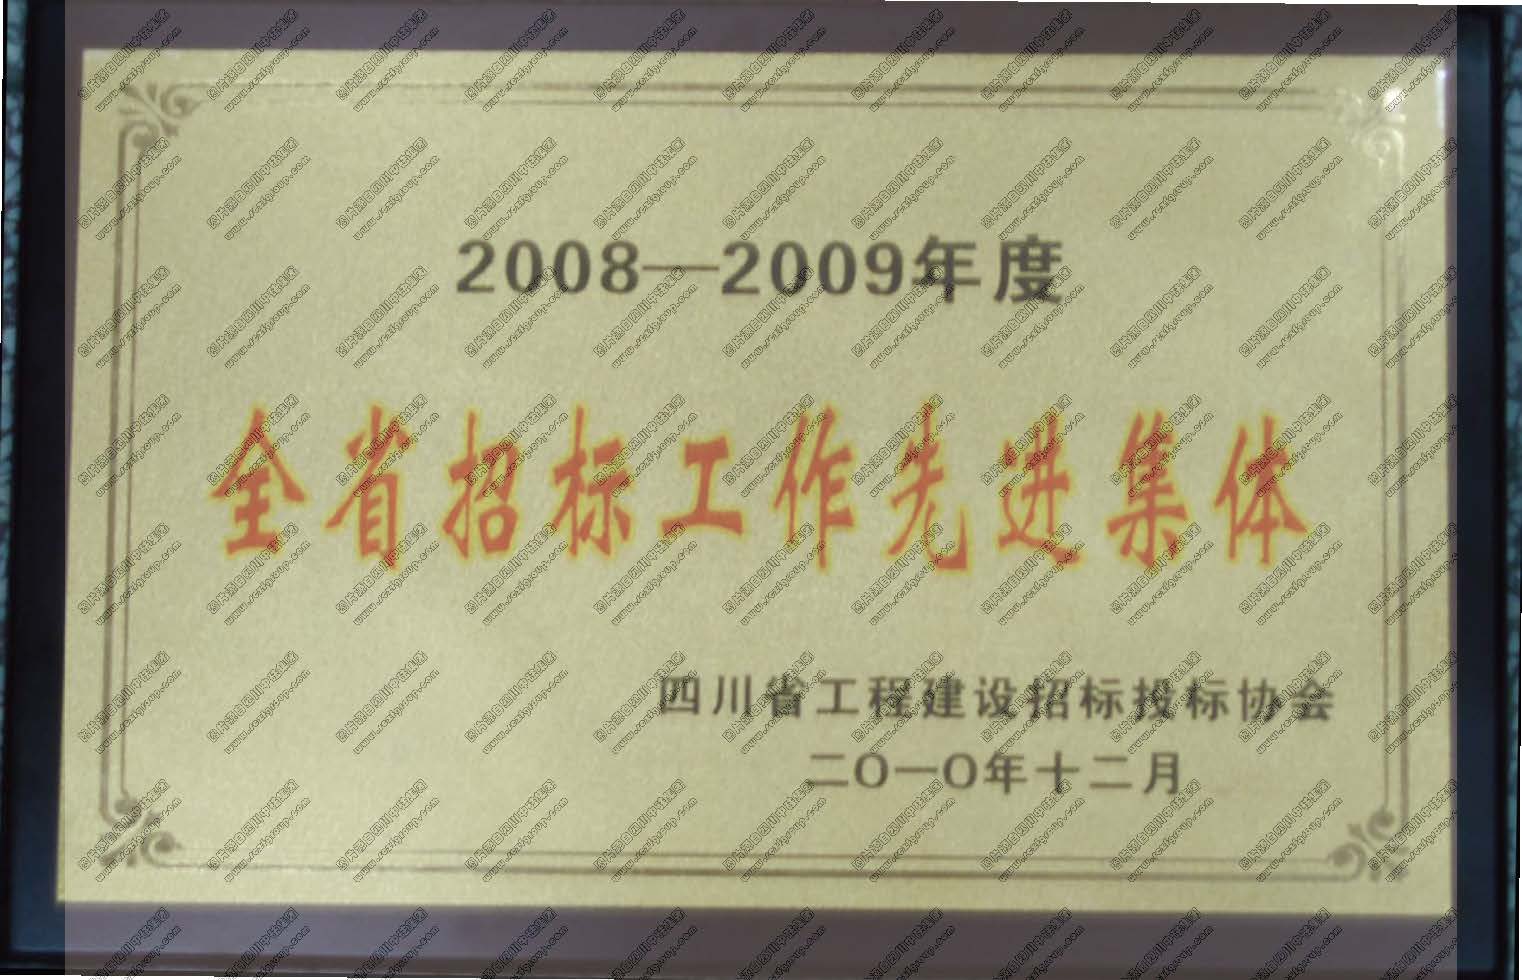 2008—2009年度
全省招标工作先进集体
四川省工程建设招标投标协会
二〇一〇年十二月